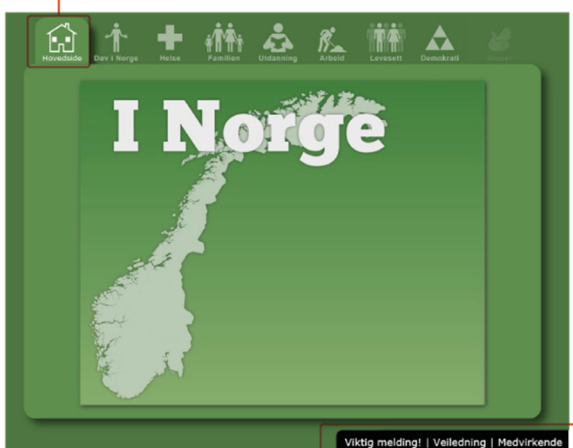 Hovedside Døv i Norge Helse Familien Utdanning Arbeid Levesett Demokrati
I Norge
Viktig melding! | Veiledning | Medvirkende